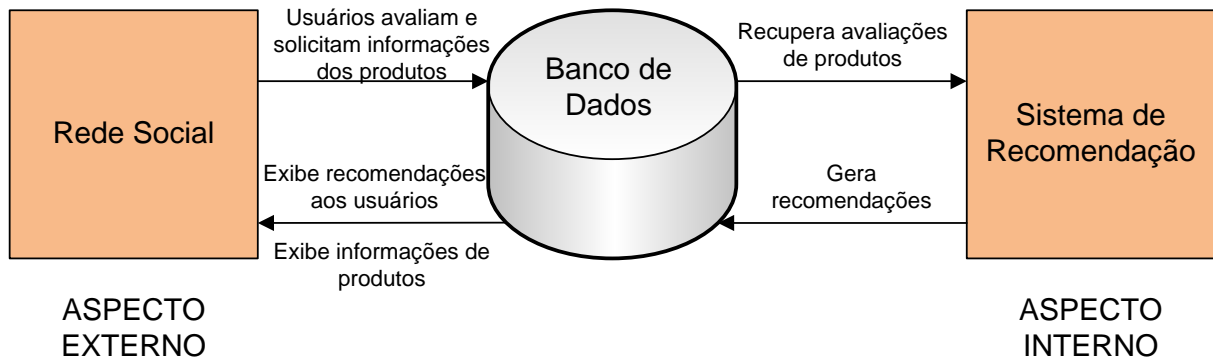 Rede Social
Usuários avaliam e
solicitam informações
dos produtos
Exibe recomendações
aos usuários
Exibe informações de
produtos
Banco de
Dados
Recupera avaliações
de produtos
Gera
recomendações
Sistema de
Recomendação
ASPECTO
EXTERNO
ASPECTO
INTERNO